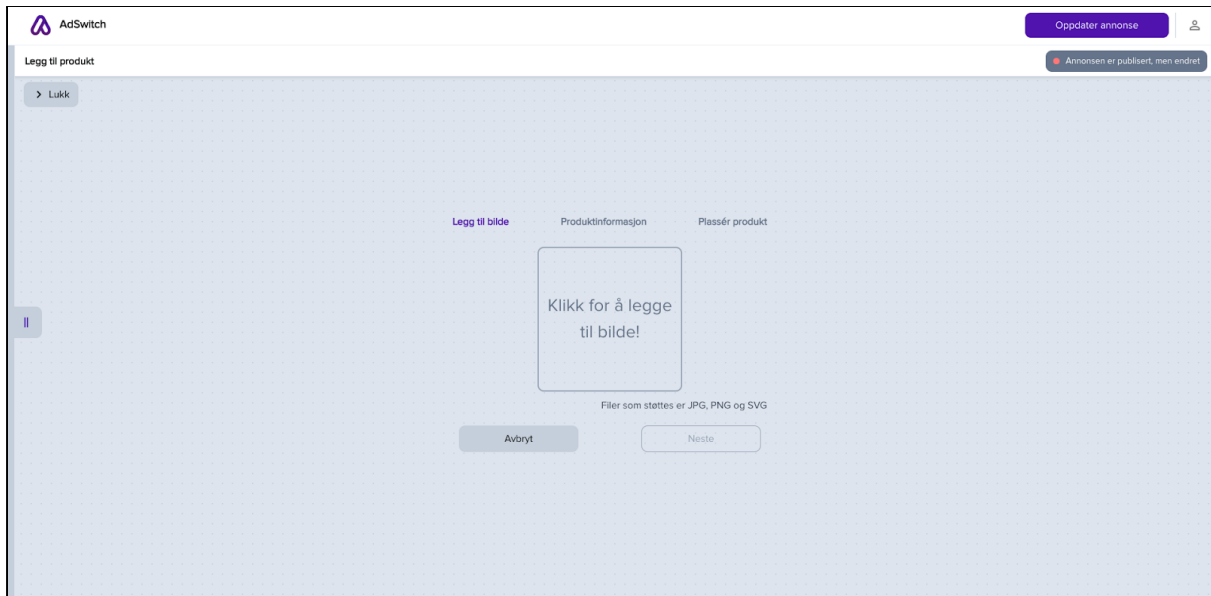 AdSwitch
Oppdater annonse
Legg til produkt
Annonsen er publisert, men endret
Lukk
Legg til bilde
Produktinformasjon
Plassér produkt
Klikk for å legge
til bilde!
Filer som støttes er JPG, PNG og SVG
Avbryt
Neste